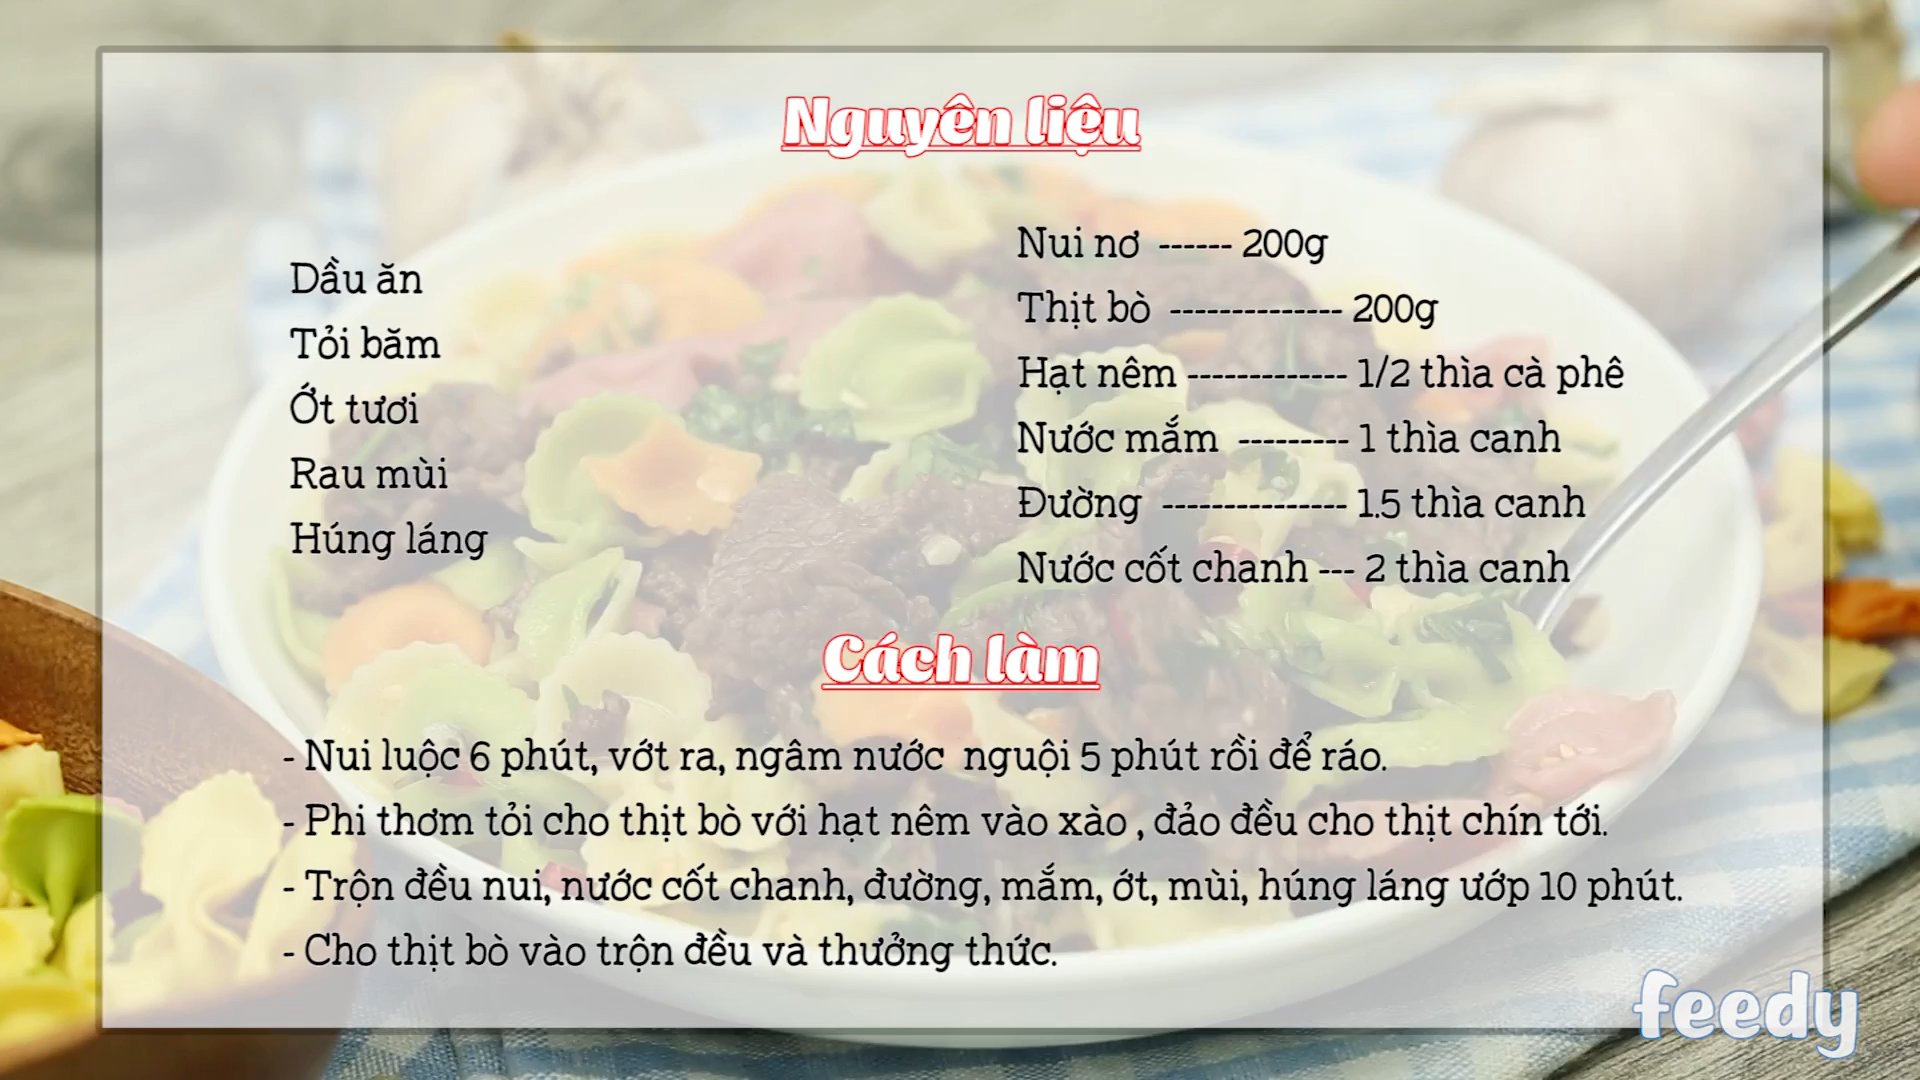 Nguyên liệu
Dầu ăn
Tỏi băm
Ớt tươi
Rau mùi
Húng láng
Nui nơ ------ 200g
Thịt bò -------------- 200g
Hạt nêm ------------- 1/2 thìa cà phê
Nước mắm --------- 1 thìa canh
Đường --------------- 1.5 thìa canh
Nước cốt chanh --- 2 thìa canh
Cách làm
- Nui luộc 6 phút, vớt ra, ngâm nước nguội 5 phút rồi để ráo.
- Phi thơm tỏi cho thịt bò với hạt nêm vào xào , đảo đều cho thịt chín tới.
- Trộn đều nui, nước cốt chanh, đường, mắm, ớt, mùi, húng láng ướp 10 phút.
- Cho thịt bò vào trộn đều và thưởng thức.
feedy